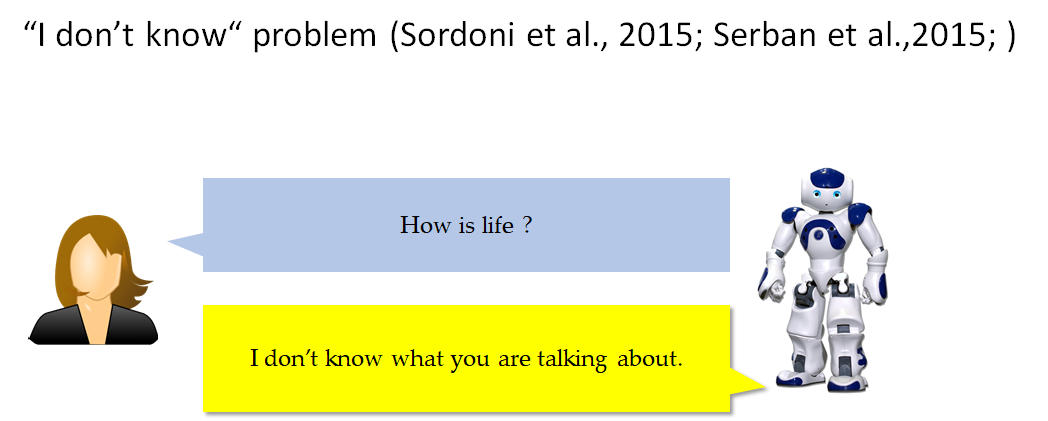 “I don’t know“ problem (Sordoni et al., 2015; Serban et al.,2015; )
How is life ?
I don’t know what you are talking about.